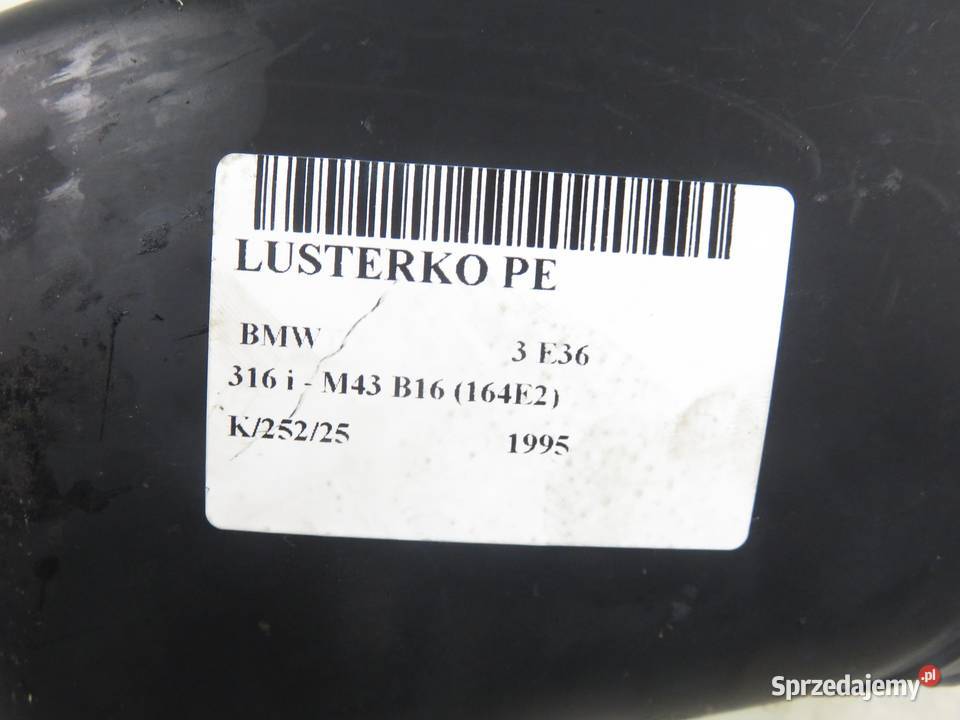 LUSTERKO PE
BMW 3 E36
316 i - M43 B16 (164E2)
K/252/25 1995
Sprzedajemy.pl